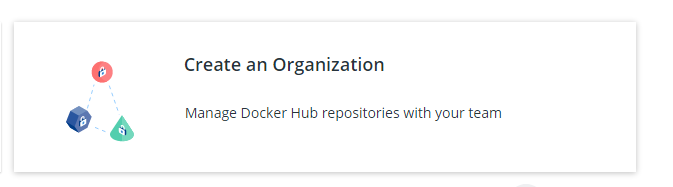 Create an Organization
Manage Docker Hub repositories with your team